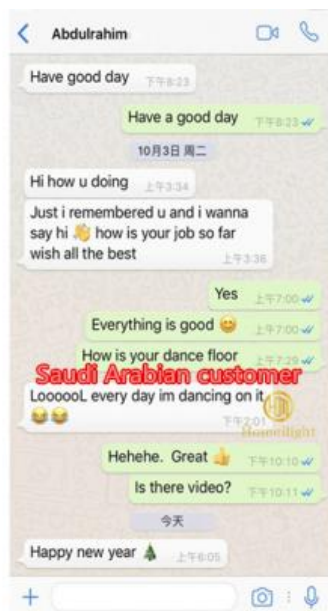 Abdulrahim
Have good day 下午8:23
Have a good day 下午8:23
10月3日 周二
Hi how u doing 上午3:34
Just i remembered u and i wanna
say hi 👋 how is your job so far
wish all the best 上午3:36
Yes 上午7:00
Everything is good 😄 上午7:00
How is your dance floor 上午7:29
Saudi Arabian customer
LoooooL every day im dancing on it
😂😂 下午2:01
Homeilight
Hehehe. Great 👍 下午10:10
Is there video? 下午10:11
今天
Happy new year 🎄 上午6:05